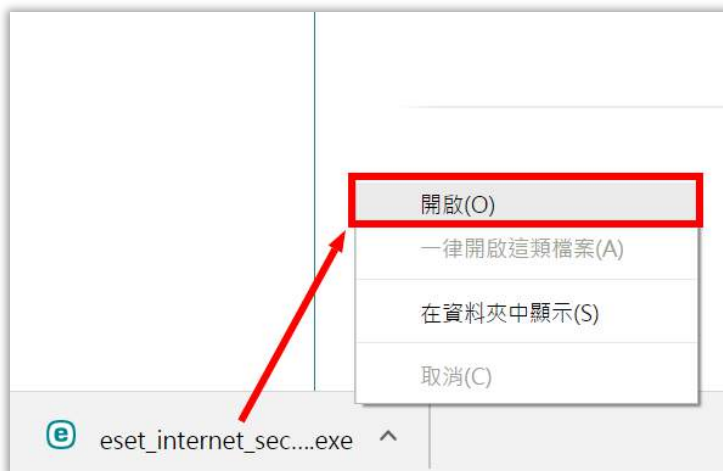 開啟(O)
一律開啟這類檔案(A)
在資料夾中顯示(S)
取消(C)
eset_internet_sec....exe